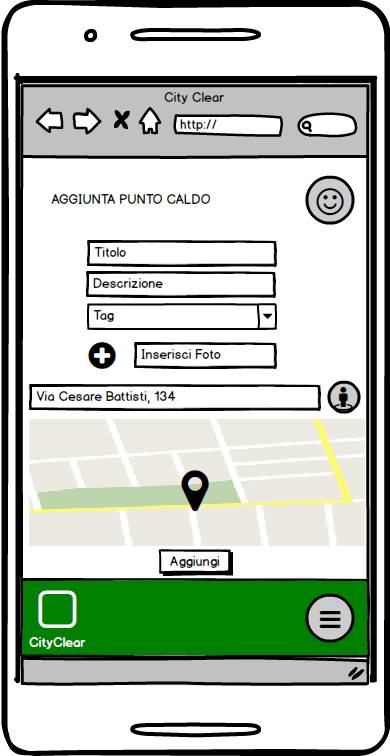 City Clear
http://
AGGIUNTA PUNTO CALDO
Titolo
Descrizione
Tag
Inserisci Foto
Via Cesare Battisti, 134
Aggiungi
CityClear